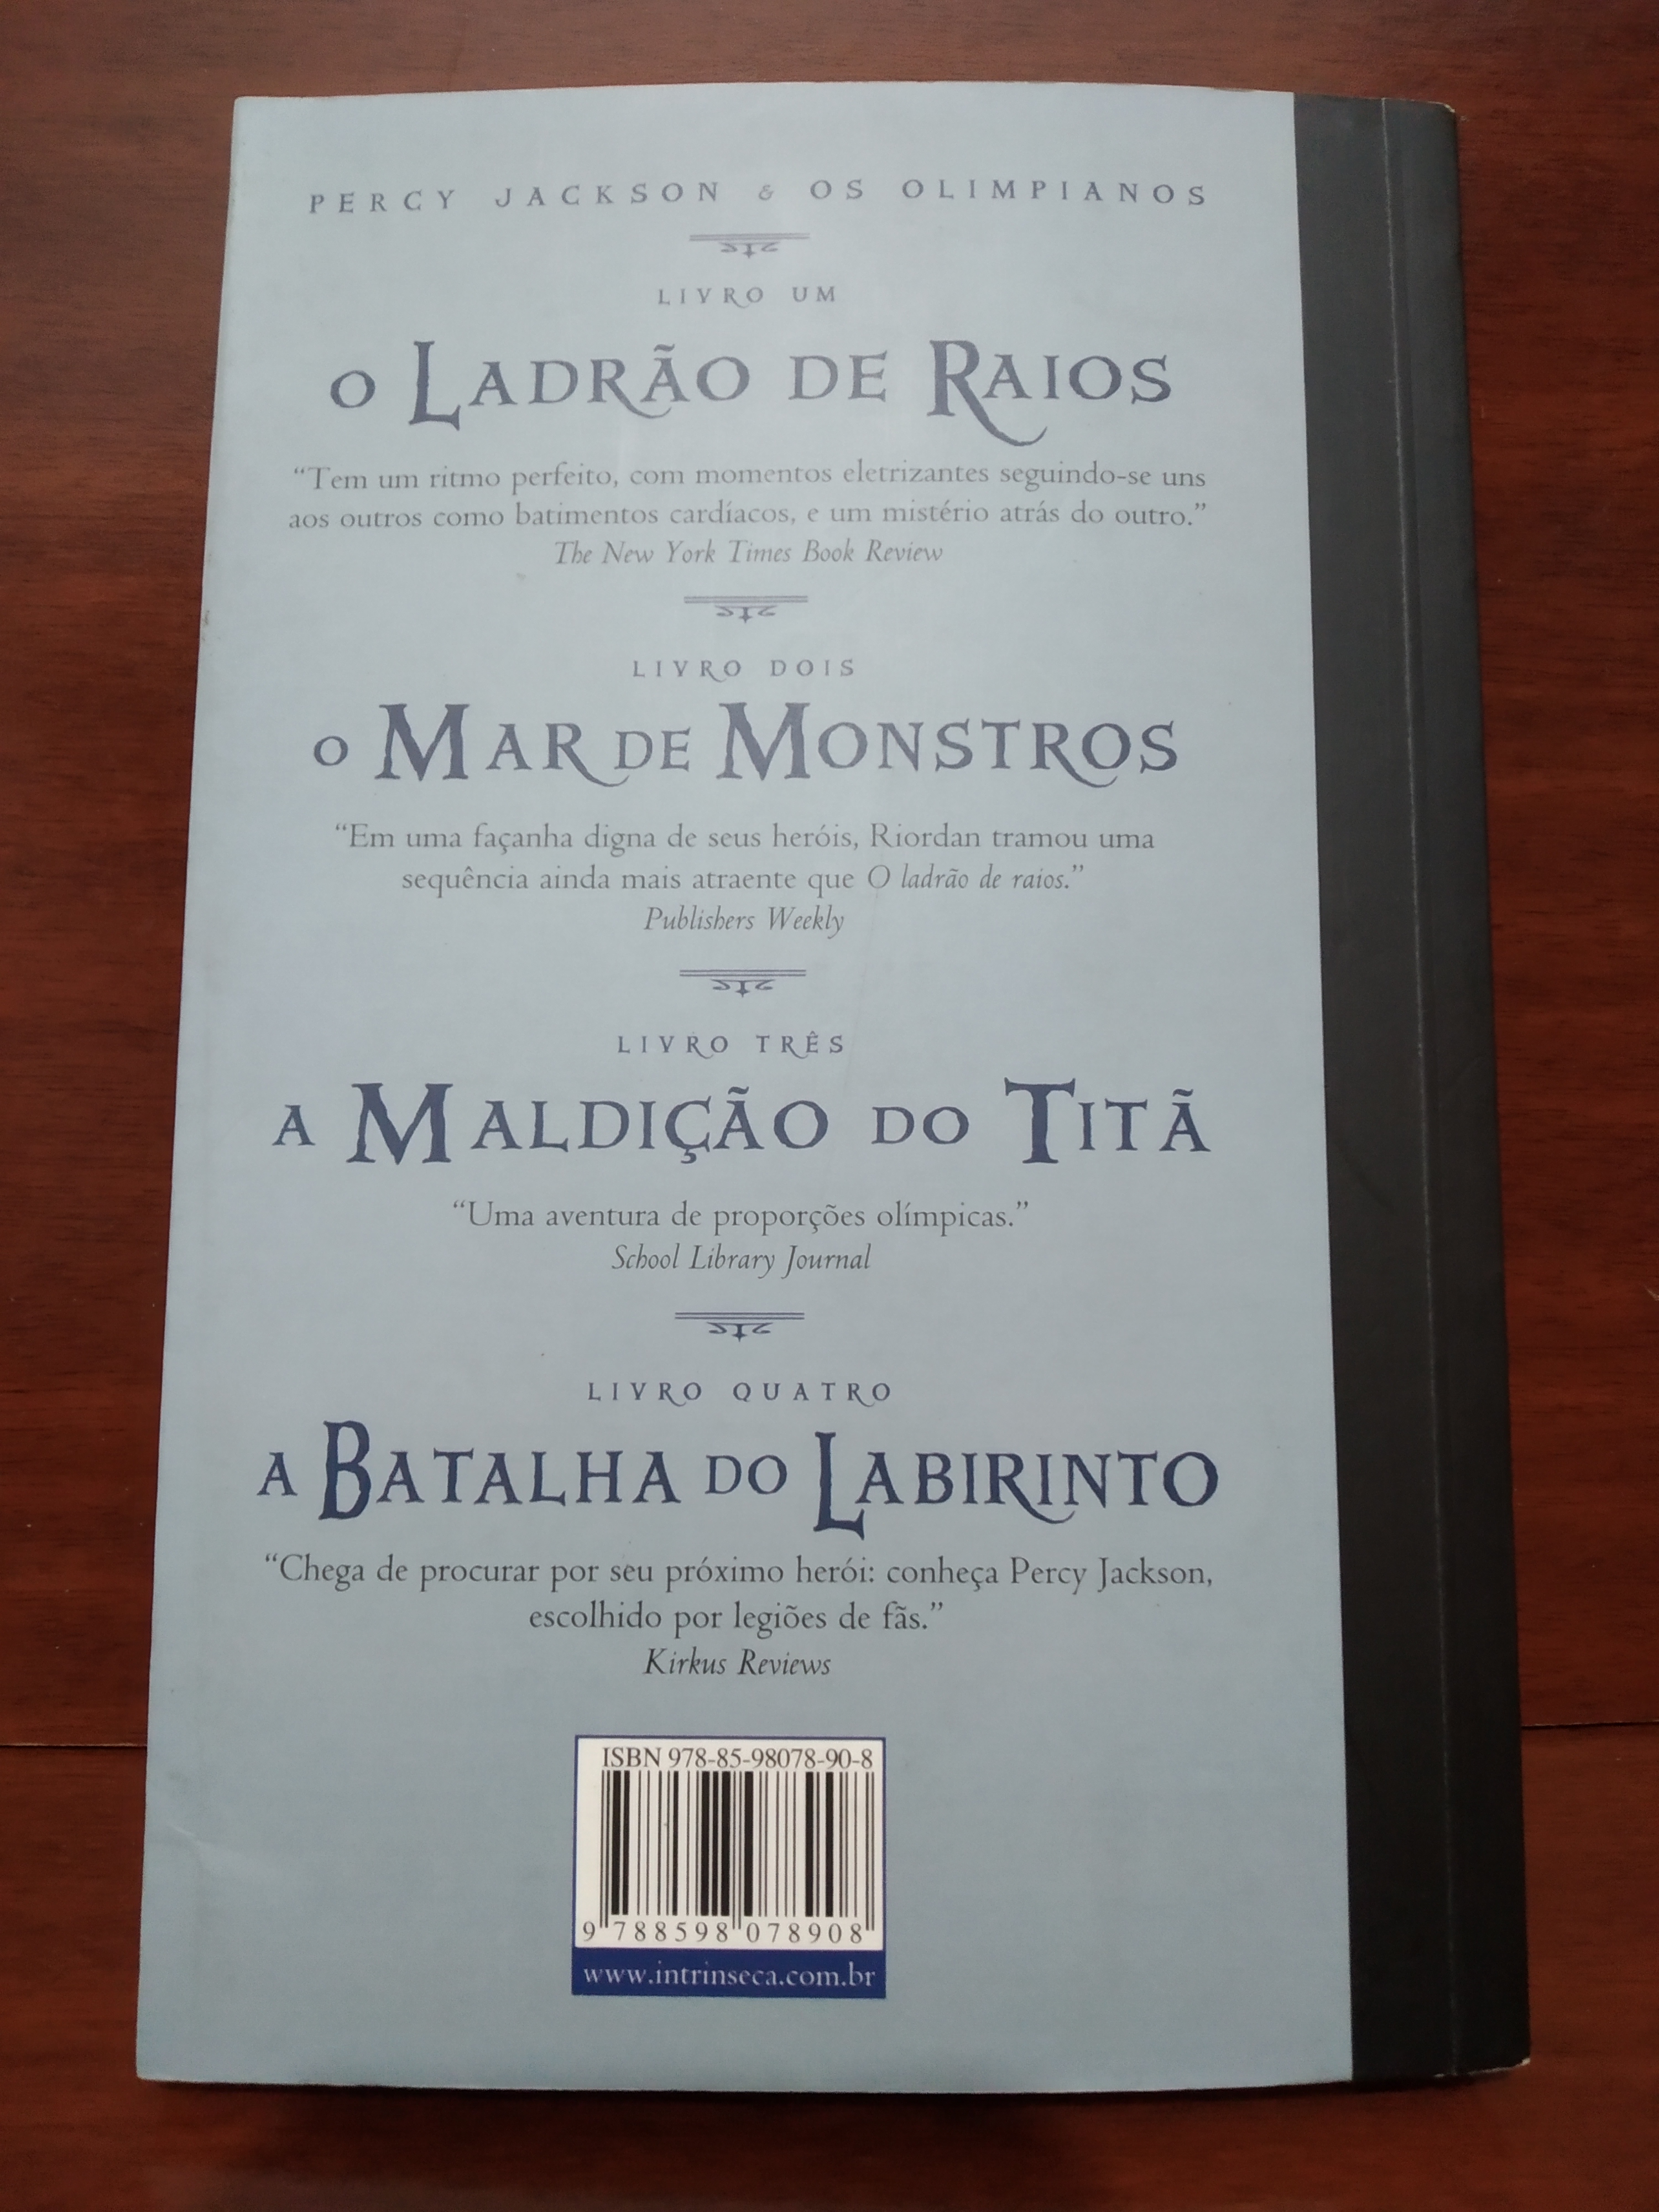 PERCY JACKSON & OS OLIMPIANOS
LIVRO UM
O LADRÃO DE RAIOS
“Tem um ritmo perfeito, com momentos eletrizantes seguindo-se uns
aos outros como batimentos cardíacos, e um mistério atrás do outro.”
The New York Times Book Review
LIVRO DOIS
O MAR DE MONSTROS
“Em uma façanha digna de seus heróis, Riordan tramou uma
sequência ainda mais atraente que O ladrão de raios.”
Publishers Weekly
LIVRO TRÊS
A MALDIÇÃO DO TITÃ
“Uma aventura de proporções olímpicas.”
School Library Journal
LIVRO QUATRO
A BATALHA DO LABIRINTO
“Chega de procurar por seu próximo herói: conheça Percy Jackson,
escolhido por legiões de fãs.”
Kirkus Reviews
ISBN 978-85-98078-90-8
9 788598 078908
www.intrinseca.com.br